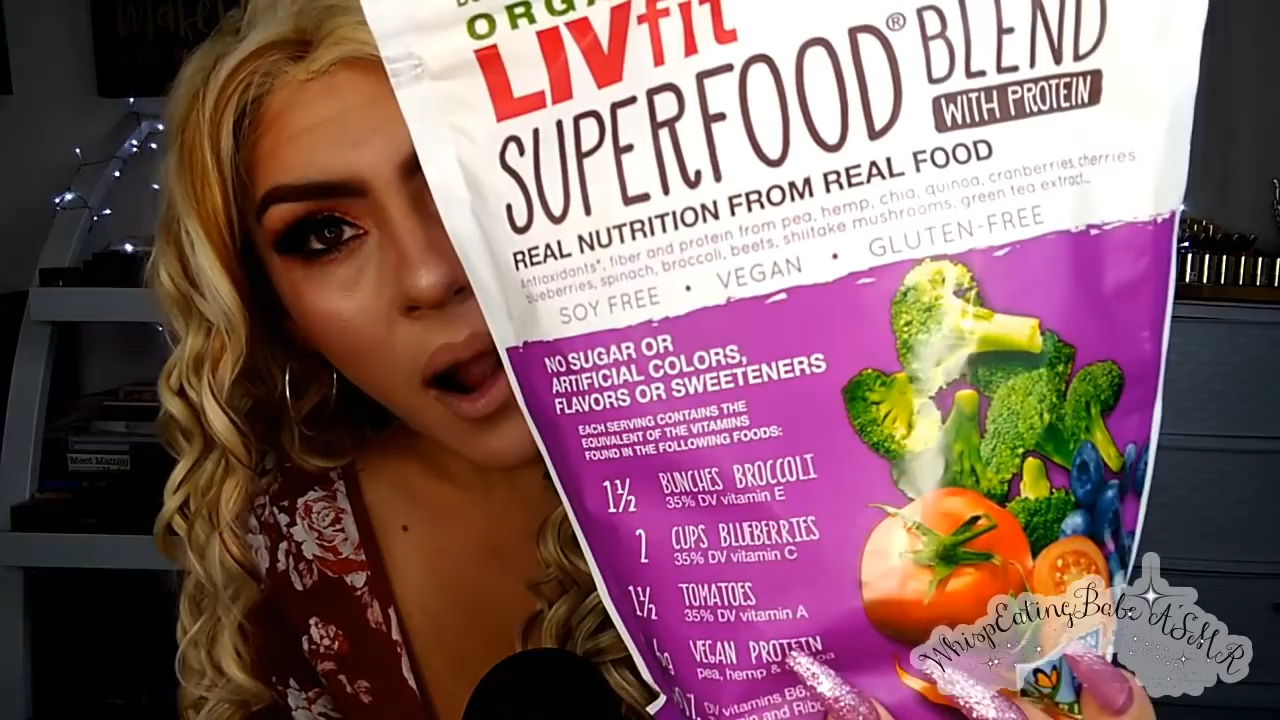 ORGA
LIVfit
SUPERFOOD® BLEND
WITH PROTEIN
REAL NUTRITION FROM REAL FOOD
Antioxidants*, fiber and protein from pea, hemp, chia, quinoa, cranberries, cherries
blueberries, spinach, broccoli, beets, shiitake mushrooms, green tea extract...
SOY FREE • VEGAN • GLUTEN-FREE
NO SUGAR OR
ARTIFICIAL COLORS,
FLAVORS OR SWEETENERS
EACH SERVING CONTAINS THE
EQUIVALENT OF THE VITAMINS
FOUND IN THE FOLLOWING FOODS:
1½ BUNCHES BROCCOLI
35% DV vitamin E
2 CUPS BLUEBERRIES
35% DV vitamin C
1½ TOMATOES
35% DV vitamin A
6g VEGAN PROTEIN
pea, hemp &
DV vitamins B6,
and Ribo
WhispEatingBabe ASMR